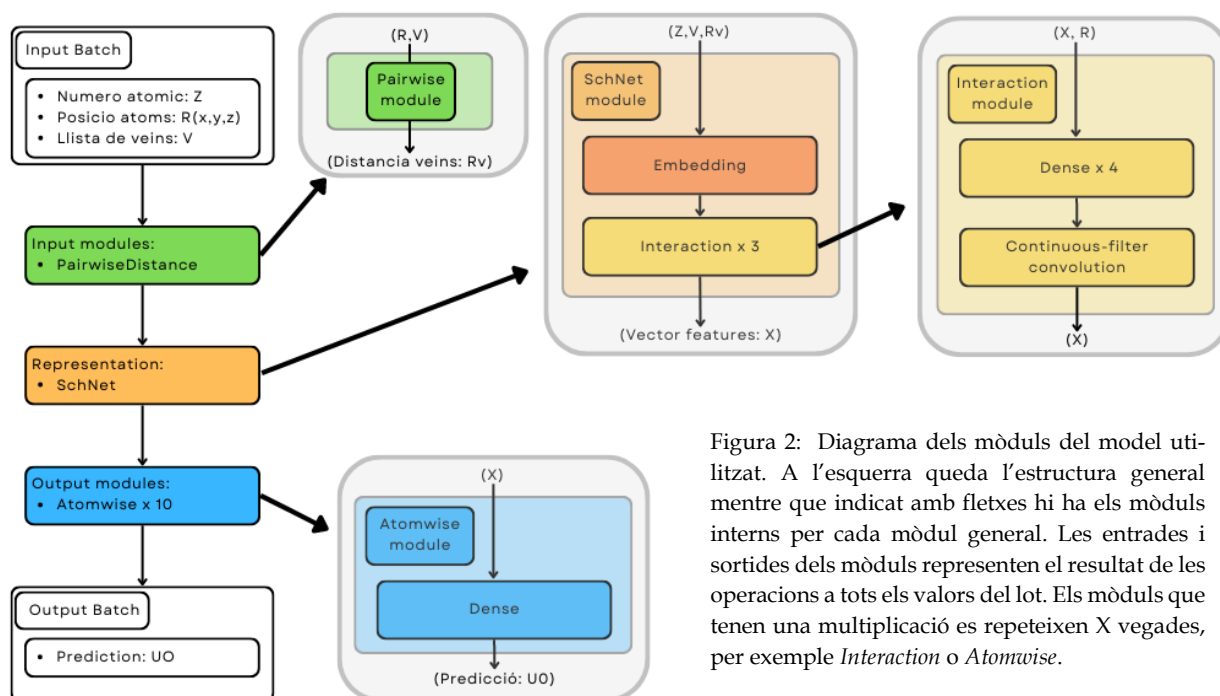 Input Batch
• Numero atomic: Z
• Posicio atoms: R(x,y,z)
• Llista de veins: V
Input modules:
• PairwiseDistance
Representation:
• SchNet
Output modules:
• Atomwise x 10
Output Batch
• Prediction: UO
(R,V)
Pairwise
module
(Distancia veins: Rv)
(Z,V,Rv)
SchNet
module
Embedding
Interaction x 3
(Vector features: X)
(X, R)
Interaction
module
Dense x 4
Continuous-filter
convolution
(X)
(X)
Atomwise
module
Dense
(Predicció: U0)
Figura 2: Diagrama dels mòduls del model uti-
litzat. A l'esquerra queda l'estructura general
mentre que indicat amb fletxes hi ha els mòduls
interns per cada mòdul general. Les entrades i
sortides dels mòduls representen el resultat de les
operacions a tots els valors del lot. Els mòduls que
tenen una multiplicació es repeteixen X vegades,
per exemple Interaction o Atomwise.